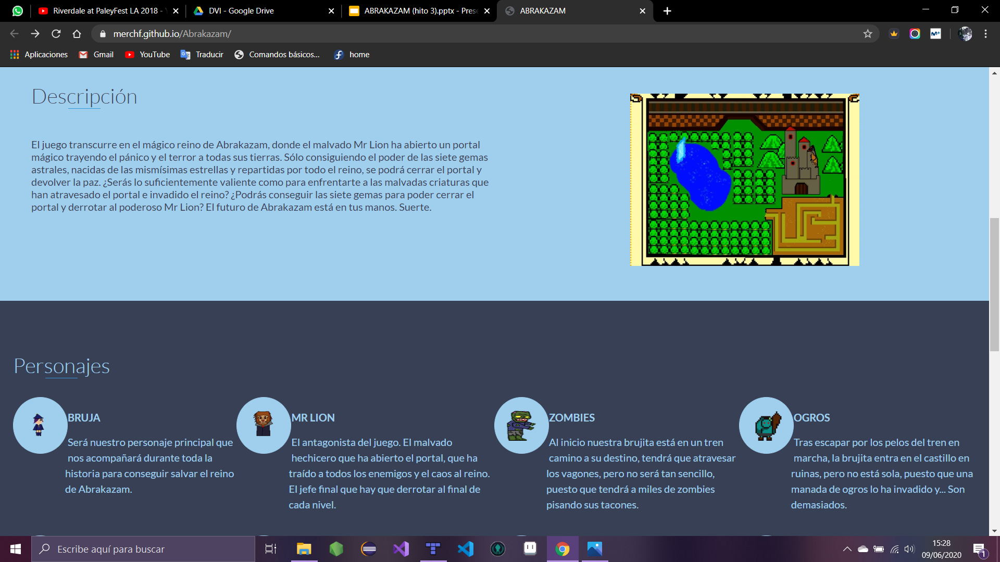 Riverdale at PaleyFest LA 2018 -
DVI - Google Drive
ABRAKAZAM (hito 3).pptx - Pres
ABRAKAZAM
merchf.github.io/Abrakazam/
Aplicaciones
Gmail
YouTube
Traducir
Comandos básicos...
home
Descripción
El juego transcurre en el mágico reino de Abrakazam, donde el malvado Mr Lion ha abierto un portal
mágico trayendo el pánico y el terror a todas sus tierras. Sólo consiguiendo el poder de las siete gemas
astrales, nacidas de las mismísimas estrellas y repartidas por todo el reino, se podrá cerrar el portal y
devolver la paz. ¿Serás lo suficientemente valiente como para enfrentarte a las malvadas criaturas que
han atravesado el portal e invadido el reino? ¿Podrás conseguir las siete gemas para poder cerrar el
portal y derrotar al poderoso Mr Lion? El futuro de Abrakazam está en tus manos. Suerte.
Personajes
BRUJA
Será nuestro personaje principal que
nos acompañará durante toda la
historia para conseguir salvar el reino
de Abrakazam.
MR LION
El antagonista del juego. El malvado
hechicero que ha abierto el portal, que ha
traído a todos los enemigos y el caos al reino.
El jefe final que hay que derrotar al final de
cada nivel.
ZOMBIES
Al inicio nuestra brujita está en un tren
camino a su destino, tendrá que atravesar
los vagones, pero no será tan sencillo,
puesto que tendrá a miles de zombies
pisando sus tacones.
OGROS
Tras escapar por los pelos del tren en
marcha, la brujita entra en el castillo en
ruinas, pero no está sola, puesto que una
manada de ogros lo ha invadido y... Son
demasiados.
Escribe aquí para buscar
15:28
09/06/2020
1